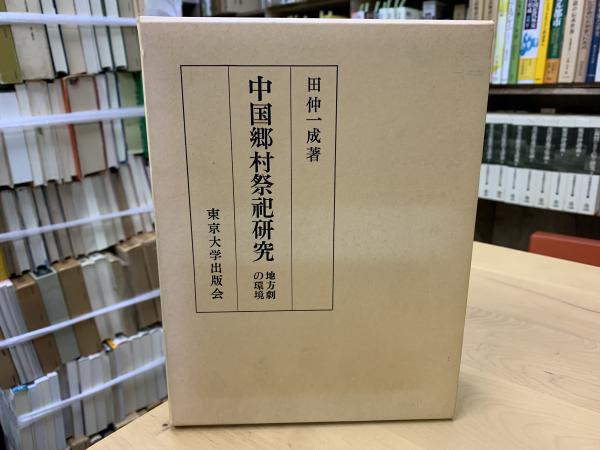 田仲一成著
中国郷村祭祀研究
地方劇
の環境
東京大学出版会